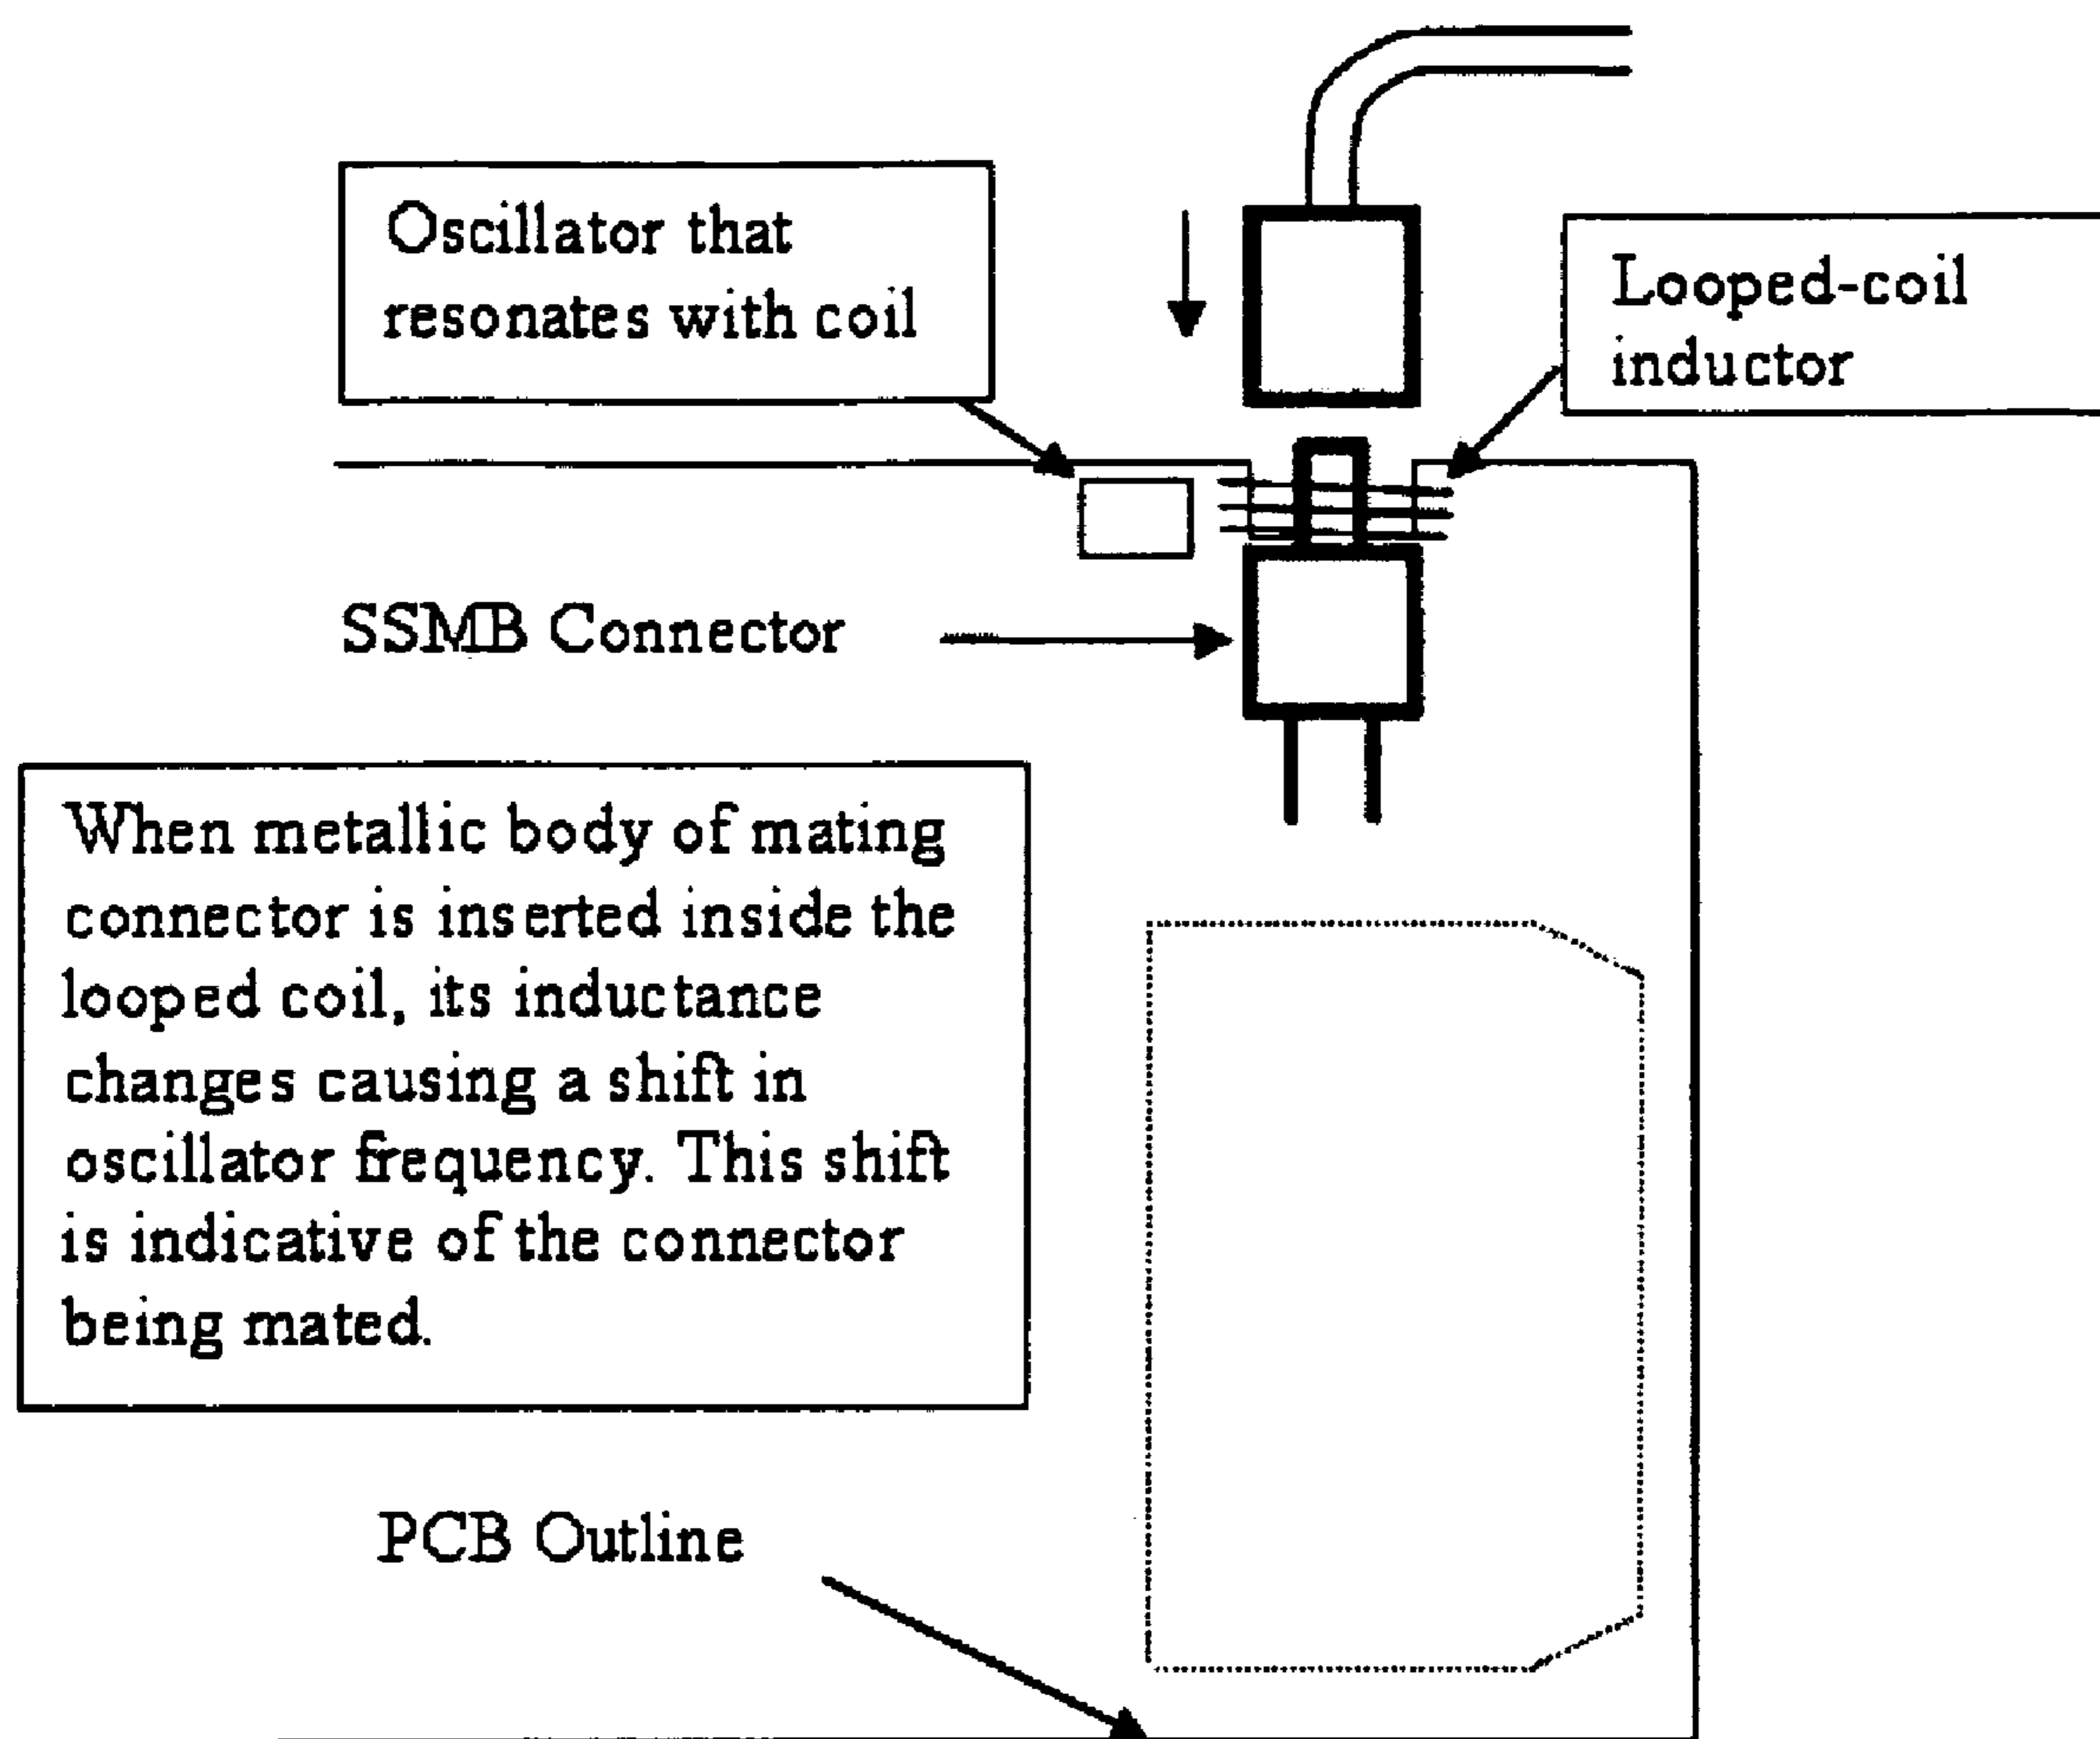 Oscillator that
resonates with coil
Looped-coil
inductor
SSMB Connector
When metallic body of mating
connector is inserted inside the
looped coil, its inductance
changes causing a shift in
oscillator frequency. This shift
is indicative of the connector
being mated.
PCB Outline